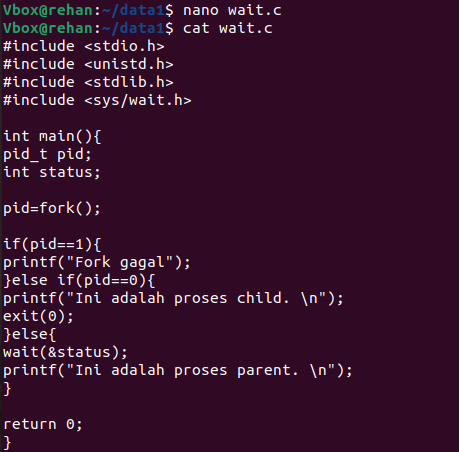 Vbox@rehan:~/data1$ nano wait.c
Vbox@rehan:~/data1$ cat wait.c
#include <stdio.h>
#include <unistd.h>
#include <stdlib.h>
#include <sys/wait.h>
int main(){
pid_t pid;
int status;
pid=fork();
if(pid==1){
printf("Fork gagal");
}else if(pid==0){
printf("Ini adalah proses child. \n");
exit(0);
}else{
wait(&status);
printf("Ini adalah proses parent. \n");
}
return 0;
}